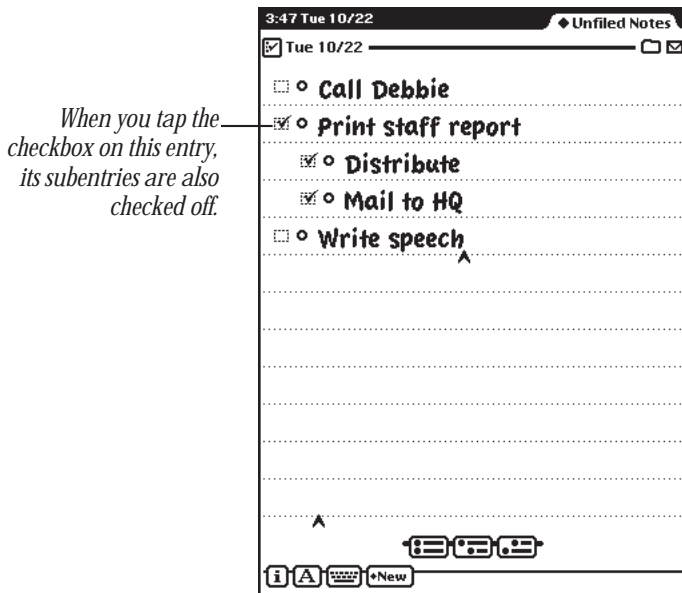 3:47 Tue 10/22
Unfiled Notes
Tue 10/22
Call Debbie
When you tap the
checkbox on this entry,
its subentries are also
checked off.
Print staff report
Distribute
Mail to HQ
Write speech
i A New